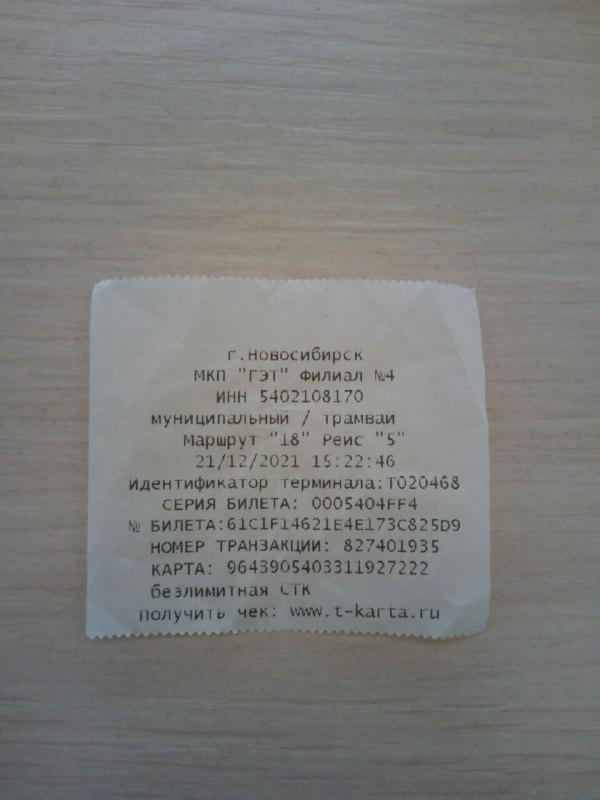 г.Новосибирск
МКП "ГЭТ" Филиал №4
ИНН 5402108170
муниципальный / трамвай
Маршрут "18" Рейс "5"
21/12/2021 15:22:46
Идентификатор терминала:T020468
СЕРИЯ БИЛЕТА: 0005404FF4
№ БИЛЕТА:61C1F14621E4E173C825D9
НОМЕР ТРАНЗАКЦИИ: 827401935
КАРТА: 9643905403311927222
безлимитная СТК
Получить чек: www.t-karta.ru